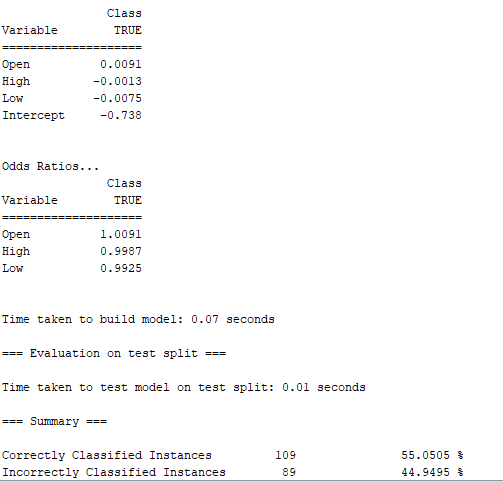 Class
Variable TRUE
====================
Open 0.0091
High -0.0013
Low -0.0075
Intercept -0.738
Odds Ratios...
Class
Variable TRUE
====================
Open 1.0091
High 0.9987
Low 0.9925
Time taken to build model: 0.07 seconds
=== Evaluation on test split ===
Time taken to test model on test split: 0.01 seconds
=== Summary ===
Correctly Classified Instances 109 55.0505 %
Incorrectly Classified Instances 89 44.9495 %